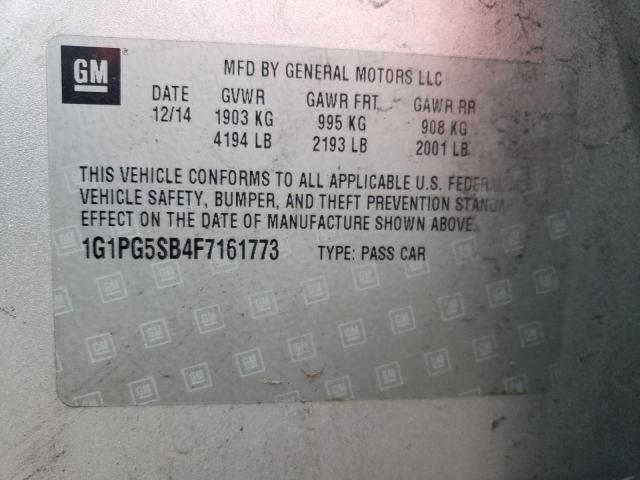 GM
MFD BY GENERAL MOTORS LLC
DATE GVWR GAWR FRT GAWR RR
12/14 1903 KG 995 KG 908 KG
4194 LB 2193 LB 2001 LB
THIS VEHICLE CONFORMS TO ALL APPLICABLE U.S.
VEHICLE SAFETY, BUMPER, AND THEFT PREVENTION
EFFECT ON THE DATE OF MANUFACTURE SHOWN ABOVE.
1G1PG5SB4F7161773 TYPE: PASS CAR